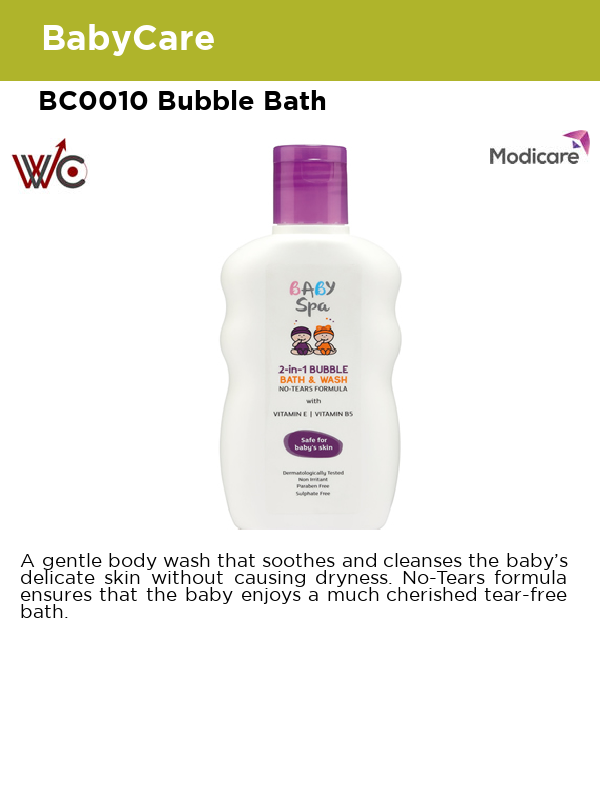 BabyCare
BC0010 Bubble Bath
WC
Modicare
BABY
Spa
2-in-1 BUBBLE
BATH & WASH
NO-TEARS FORMULA
with
VITAMIN E | VITAMIN B5
Safe for
baby's skin
Dermatologically Tested
Non Irritant
Paraben Free
Sulphate Free
A gentle body wash that soothes and cleanses the baby's
delicate skin without causing dryness. No-Tears formula
ensures that the baby enjoys a much cherished tear-free
bath.